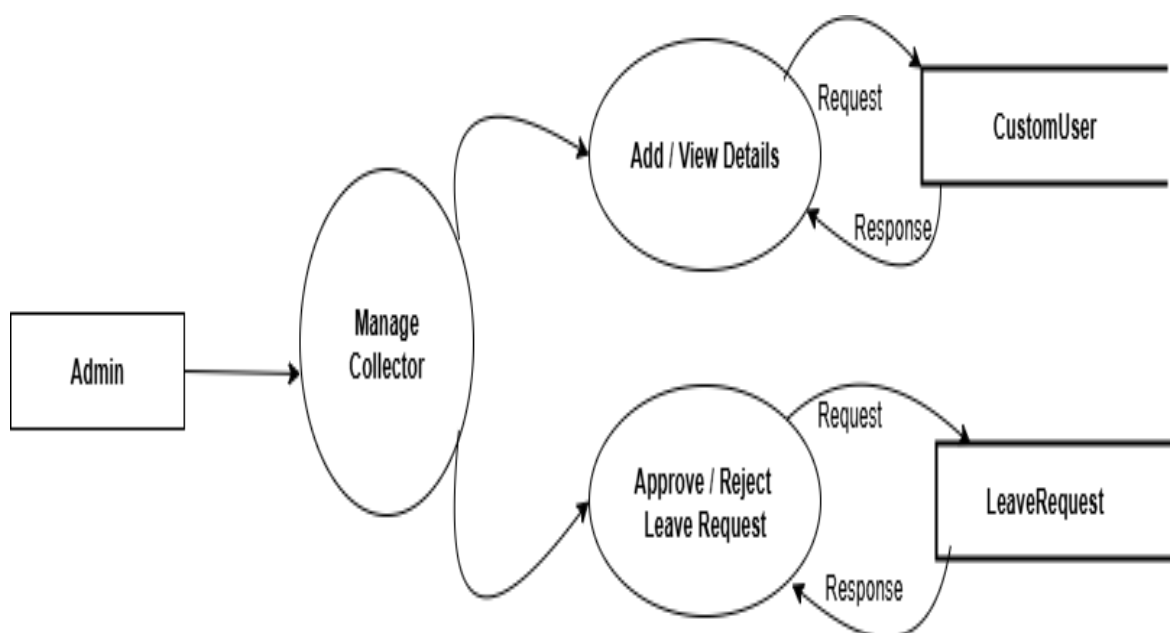 Request
CustomUser
Add / View Details
Response
Manage
Collector
Admin
Request
Approve / Reject
Leave Request
LeaveRequest
Response